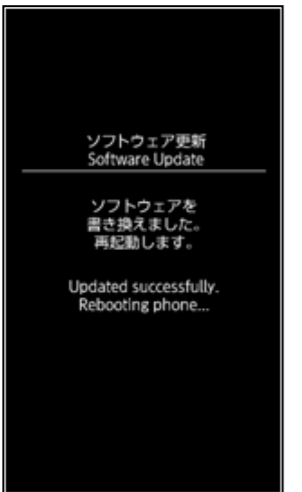 ソフトウェア更新
Software Update
ソフトウェアを
書き換えました。
再起動します。
Updated successfully.
Rebooting phone...